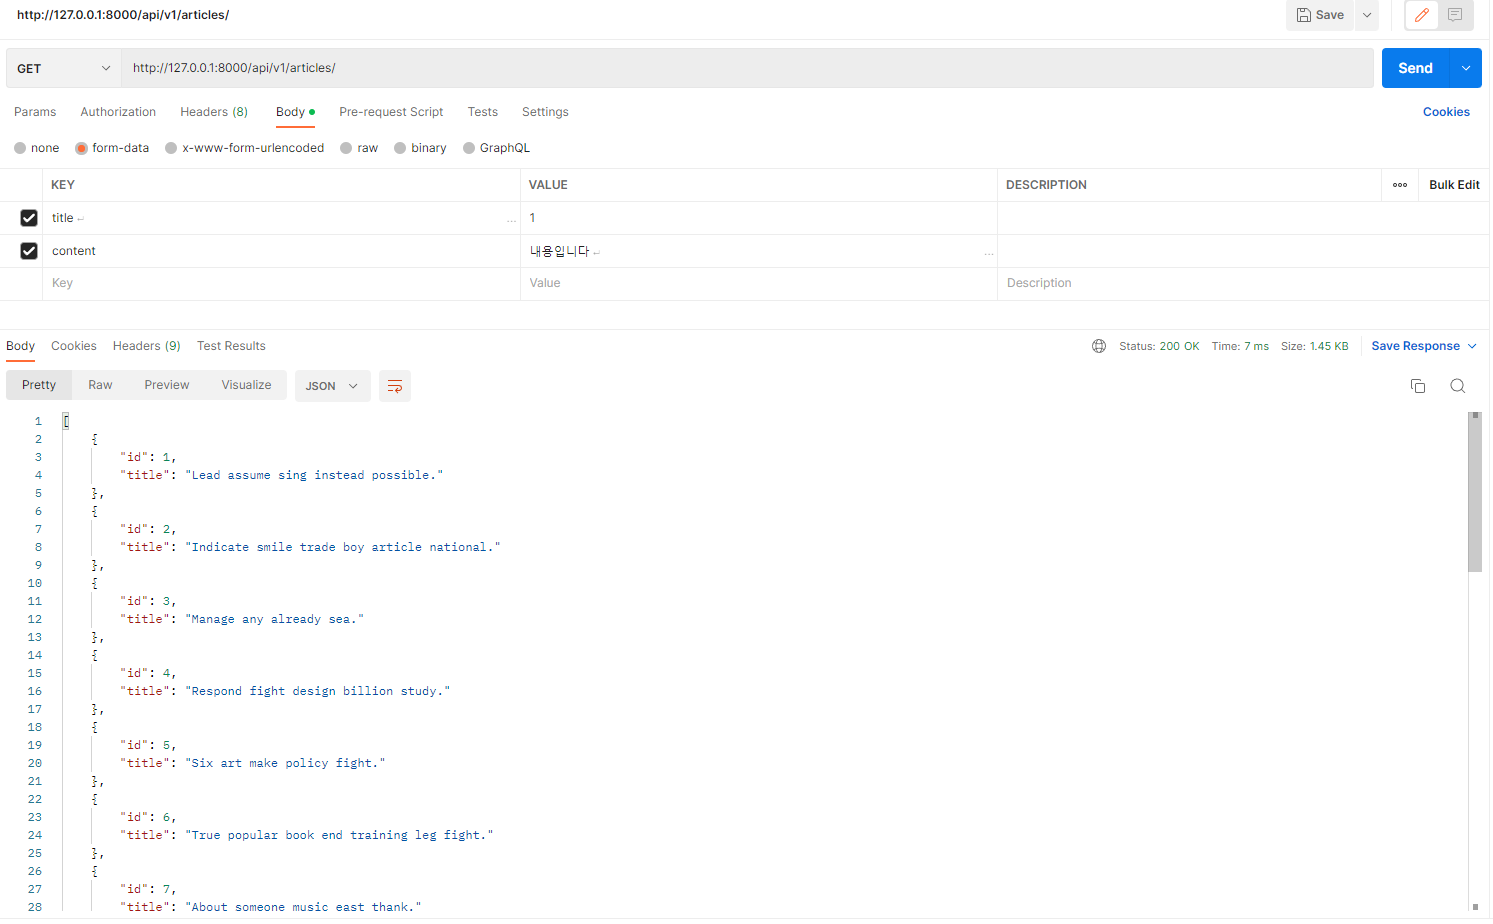 http://127.0.0.1:8000/api/v1/articles/ Save
GET http://127.0.0.1:8000/api/v1/articles/ Send
Params Authorization Headers (8) Body Pre-request Script Tests Settings Cookies
none form-data x-www-form-urlencoded raw binary GraphQL
KEY VALUE DESCRIPTION ooo Bulk Edit
title ↵ ... 1
content 내용입니다 ↵ ...
Key Value Description
Body Cookies Headers (9) Test Results Status: 200 OK Time: 7 ms Size: 1.45 KB Save Response
Pretty Raw Preview Visualize JSON
1 [
2 {
3 "id": 1,
4 "title": "Lead assume sing instead possible."
5 },
6 {
7 "id": 2,
8 "title": "Indicate smile trade boy article national."
9 },
10 {
11 "id": 3,
12 "title": "Manage any already sea."
13 },
14 {
15 "id": 4,
16 "title": "Respond fight design billion study."
17 },
18 {
19 "id": 5,
20 "title": "Six art make policy fight."
21 },
22 {
23 "id": 6,
24 "title": "True popular book end training leg fight."
25 },
26 {
27 "id": 7,
28 "title": "About someone music east thank."